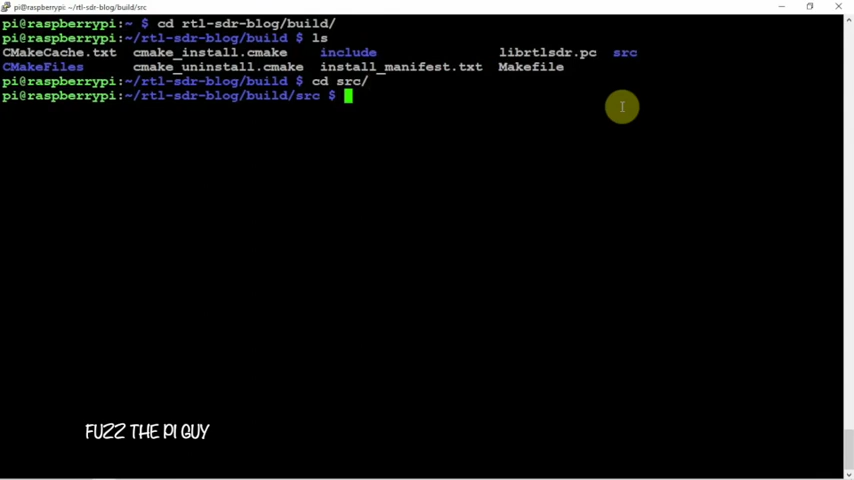 pi@raspberrypi: ~/rtl-sdr-blog/build/src
pi@raspberrypi:~ $ cd rtl-sdr-blog/build/
pi@raspberrypi:~/rtl-sdr-blog/build $ ls
CMakeCache.txt cmake_install.cmake include librtlsdr.pc src
CMakeFiles cmake_uninstall.cmake install_manifest.txt Makefile
pi@raspberrypi:~/rtl-sdr-blog/build $ cd src/
pi@raspberrypi:~/rtl-sdr-blog/build/src $
FUZZ THE PI GUY